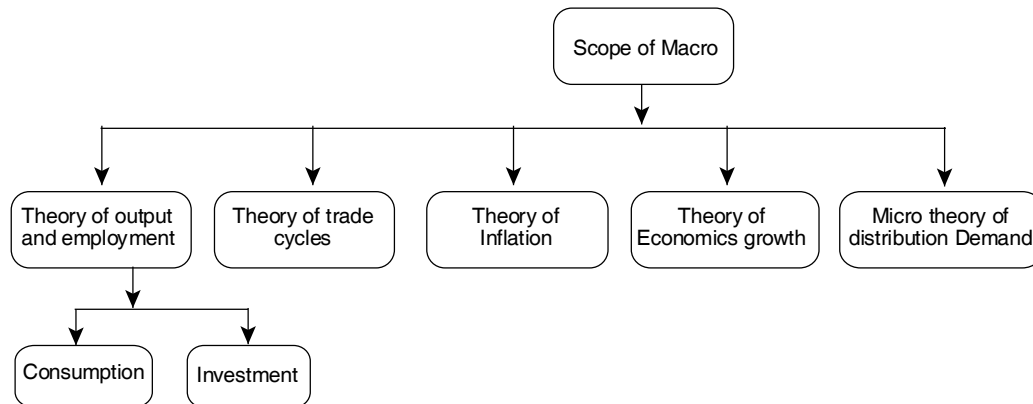 Scope of Macro
Theory of output
and employment
Theory of trade
cycles
Theory of
Inflation
Theory of
Economics growth
Micro theory of
distribution Demand
Consumption
Investment